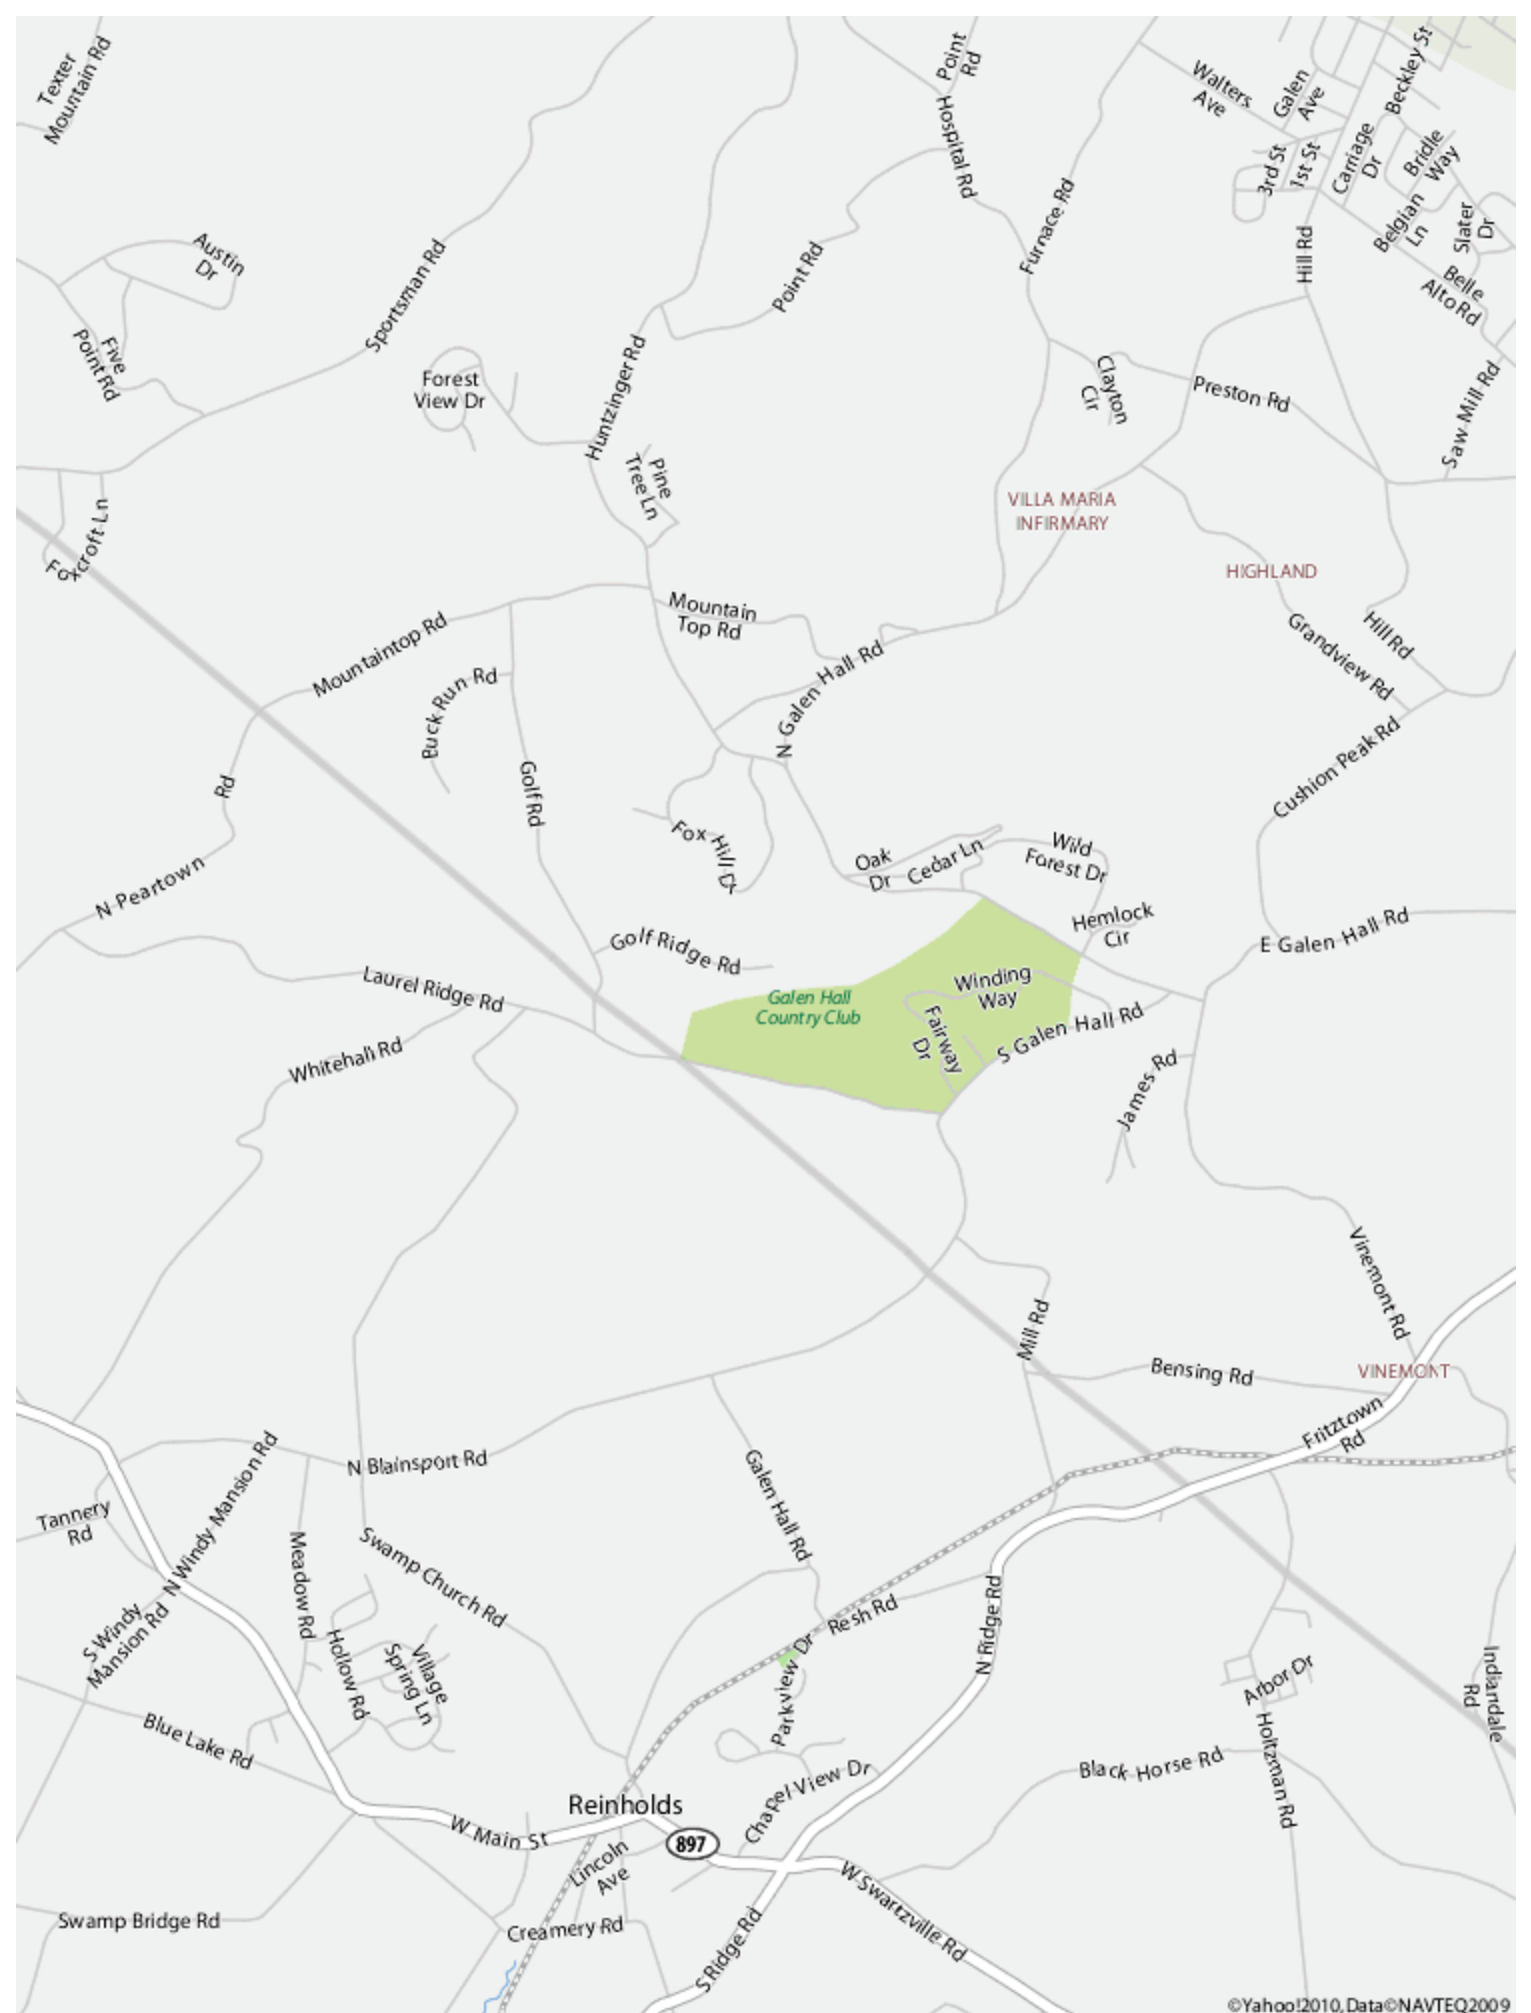 Texter
Mountain Rd
Point
Rd
Walters
Ave
Galen
Ave
Beckley St
Hospital Rd
3rd St
1st St
Carriage
Dr
Bridle
Way
Furnace Rd
Belgian
Ln
Slater
Dr
Hill Rd
Belle
Alto Rd
Austin
Dr
Sportsman Rd
Point Rd
Five
Point Rd
Forest
View Dr
Huntzinger Rd
Clayton
Cir
Preston Rd
Saw Mill Rd
Pine
Tree Ln
VILLA MARIA
INFIRMARY
Foxcroft Ln
HIGHLAND
Mountaintop Rd
Mountain
Top Rd
Hill Rd
Grandview Rd
Buck Run Rd
N Galen Hall Rd
Cushion Peak Rd
Rd
Golf Rd
Fox Hill Dr
Oak
Dr
Cedar Ln
Wild
Forest Dr
N Peartown
Hemlock
Cir
E Galen Hall Rd
Golf Ridge Rd
Laurel Ridge Rd
Galen Hall
Country Club
Winding
Way
Fairway
Dr
S Galen Hall Rd
Whitehall Rd
James Rd
Vinemont Rd
Mill Rd
Bensing Rd
VINEMONT
Fritztown
Rd
N Blainsport Rd
N Windy Mansion Rd
Galen Hall Rd
Tannery
Rd
Meadow Rd
Swamp Church Rd
S Windy
Mansion Rd
Hollow Rd
Village
Spring Ln
Resh Rd
N Ridge Rd
Parkview Dr
Indiandale
Rd
Arbor Dr
Blue Lake Rd
Holtzman Rd
Black Horse Rd
Chapel View Dr
Reinholds
W Main St
897
Lincoln
Ave
W Swartzville Rd
Swamp Bridge Rd
Creamery Rd
S Ridge Rd
©Yahoo!2010,Data©NAVTEQ2009